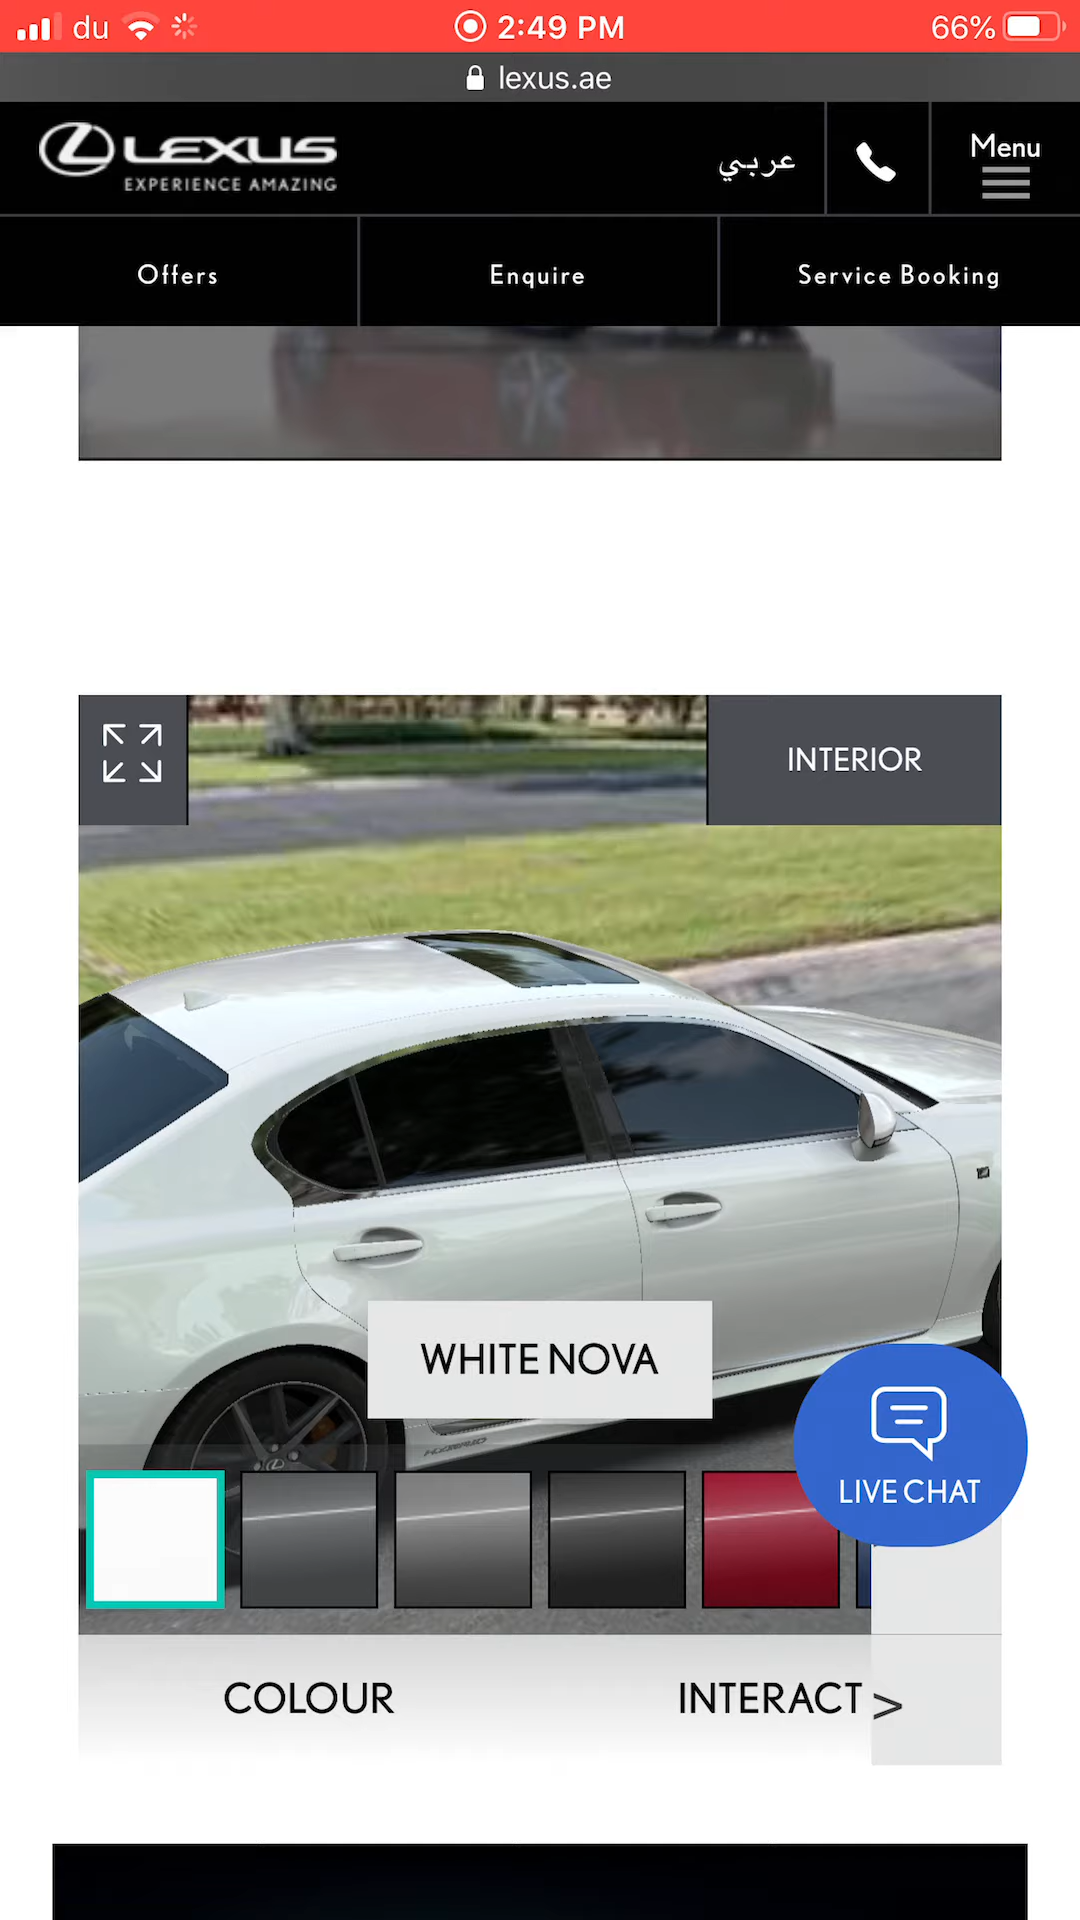 du
2:49 PM
66%
lexus.ae
LEXUS
EXPERIENCE AMAZING
عربي
Menu
Offers
Enquire
Service Booking
INTERIOR
WHITE NOVA
HYBRID
LIVE CHAT
COLOUR
INTERACT >